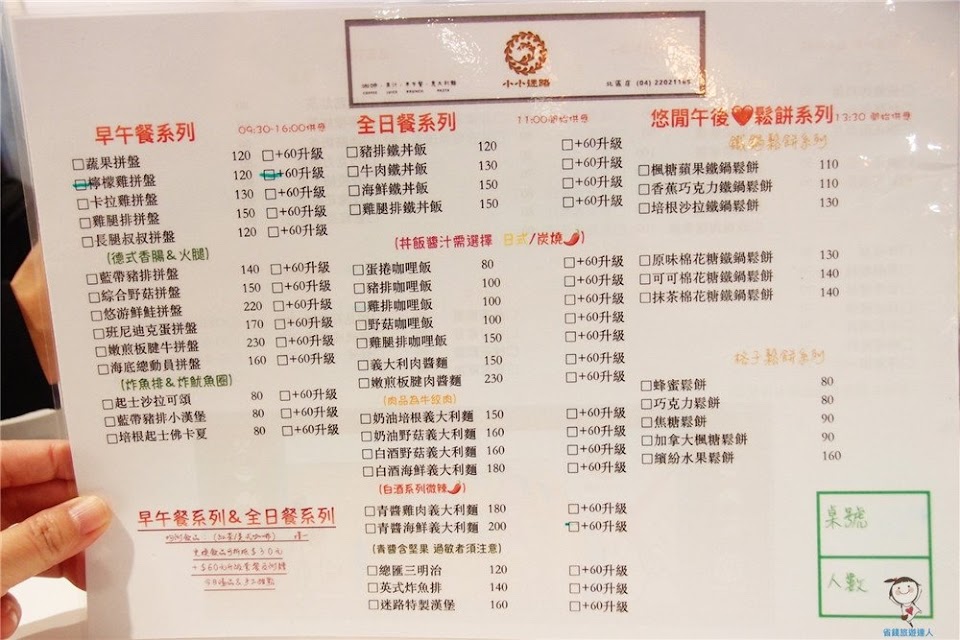 小小迷路
咖啡．果汁．早午餐．義大利麵
COFFEE JUICE BRUNCH PASTA
北區店 (04) 22021165
早午餐系列 09:30-16:00供應
□蔬果拼盤 120 □+60升級
□檸檬雞拼盤 120 □+60升級
□卡拉雞拼盤 130 □+60升級
□雞腿排拼盤 150 □+60升級
□長腿叔叔拼盤 120 □+60升級
(德式香腸&火腿)
□藍帶豬排拼盤 140 □+60升級
□綜合野菇拼盤 150 □+60升級
□悠游鮮鮭拼盤 220 □+60升級
□班尼迪克蛋拼盤 170 □+60升級
□嫩煎板腱牛拼盤 230 □+60升級
□海底總動員拼盤 160 □+60升級
(炸魚排&炸魷魚圈)
□起士沙拉可頌 80 □+60升級
□藍帶豬排小漢堡 80 □+60升級
□培根起士佛卡夏 80 □+60升級
早午餐系列&全日餐系列
全日餐系列 11:00開始供應
□豬排鐵丼飯 120 □+60升級
□牛肉鐵丼飯 130 □+60升級
□海鮮鐵丼飯 150 □+60升級
□雞腿排鐵丼飯 150 □+60升級
(丼飯醬汁需選擇 日式/炭燒)
□蛋捲咖哩飯 80 □+60升級
□豬排咖哩飯 100 □+60升級
□雞排咖哩飯 100 □+60升級
□野菇咖哩飯 100 □+60升級
□雞腿排咖哩飯 150 □+60升級
□義大利肉醬麵 150 □+60升級
□嫩煎板腱肉醬麵 230 □+60升級
(肉品為牛絞肉)
□奶油培根義大利麵 150 □+60升級
□奶油野菇義大利麵 160 □+60升級
□白酒野菇義大利麵 160 □+60升級
□白酒海鮮義大利麵 180 □+60升級
(白酒系列微辣)
□青醬雞肉義大利麵 180 □+60升級
□青醬海鮮義大利麵 200 □+60升級
(青醬含堅果 過敏者須注意)
□總匯三明治 120 □+60升級
□英式炸魚排 140 □+60升級
□迷路特製漢堡 160 □+60升級
悠閒午後❤鬆餅系列 13:30 開始供應
鐵鍋鬆餅系列
□楓糖蘋果鐵鍋鬆餅 110
□香蕉巧克力鐵鍋鬆餅 110
□培根沙拉鐵鍋鬆餅 130
□原味棉花糖鐵鍋鬆餅 130
□可可棉花糖鐵鍋鬆餅 140
□抹茶棉花糖鐵鍋鬆餅 140
格子鬆餅系列
□蜂蜜鬆餅 80
□巧克力鬆餅 80
□焦糖鬆餅 90
□加拿大楓糖鬆餅 90
□繽紛水果鬆餅 160
桌號
人數
省錢旅遊達人